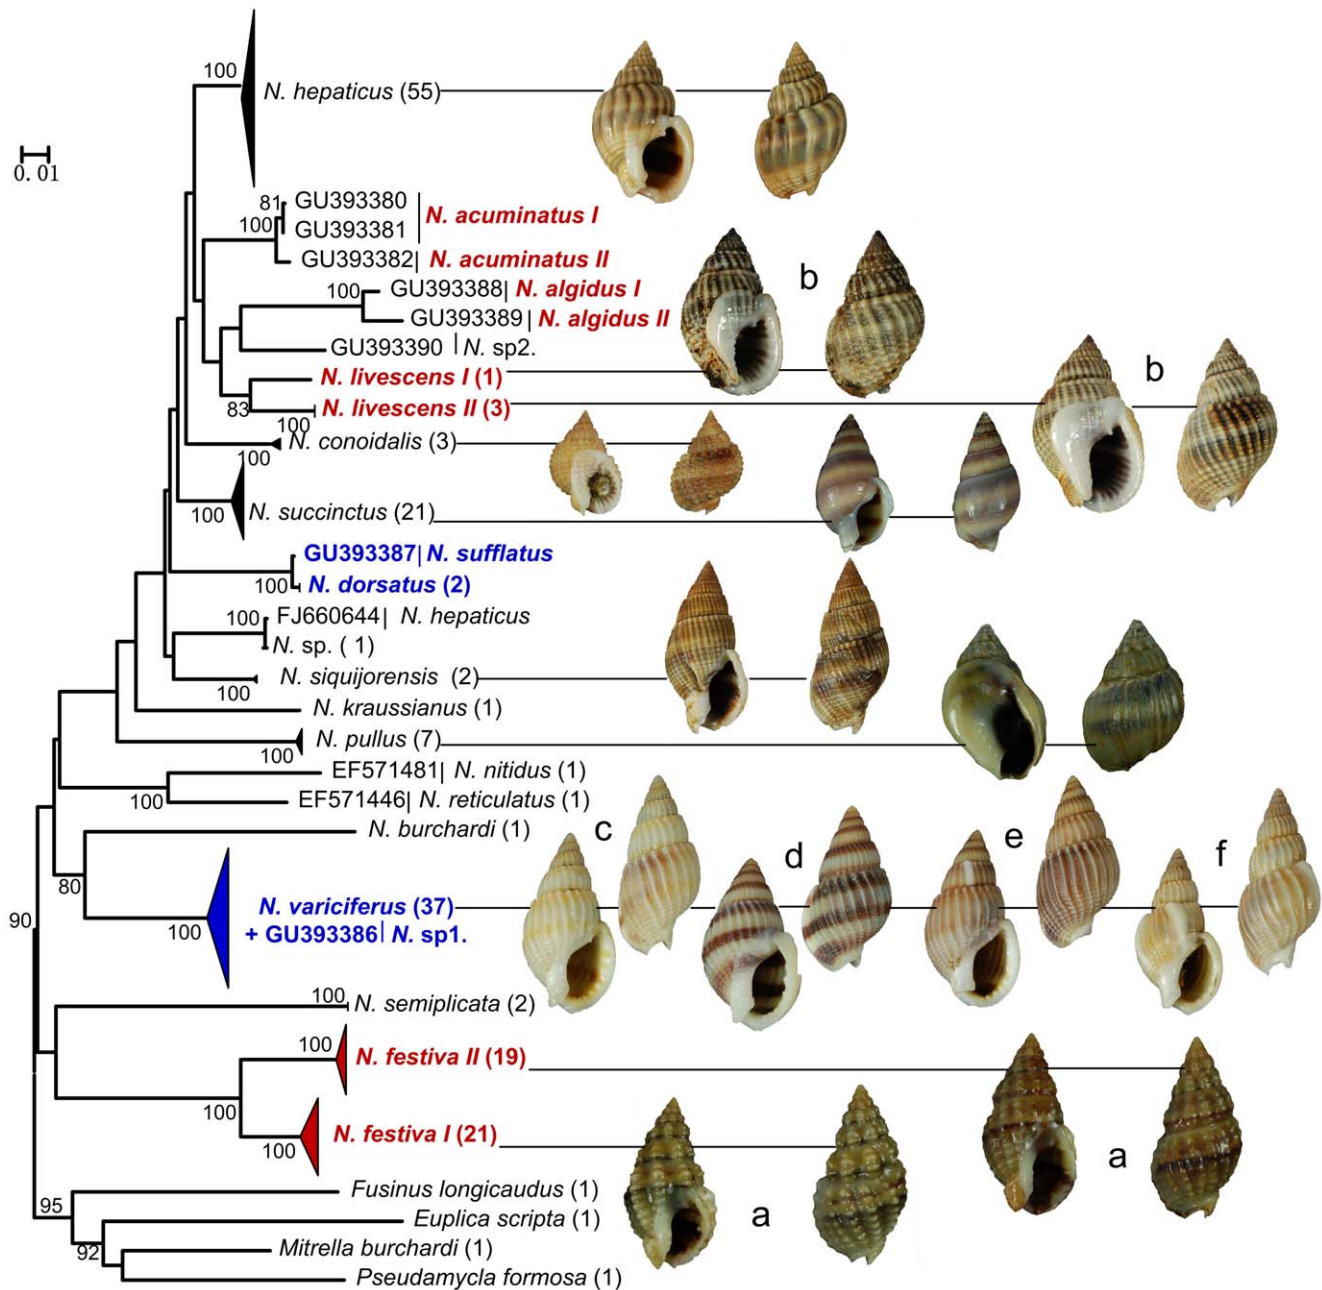 100
N. hepaticus (55)
0.01
81
GU393380
100
GU393381
N. acuminatus I
GU393382| N. acuminatus II
b
100
GU393388| N. algidus I
GU393389| N. algidus II
GU393390 | N. sp2.
b
N. livescens I (1)
83
N. livescens II (3)
100
N. conoidalis (3)
100
N. succinctus (21)
100
GU393387| N. sufflatus
100
N. dorsatus (2)
100
FJ660644| N. hepaticus
N. sp. ( 1)
N. siquijorensis (2)
100
N. kraussianus (1)
N. pullus (7)
100
EF571481| N. nitidus (1)
100
EF571446| N. reticulatus (1)
N. burchardi (1)
c
d
e
f
80
N. variciferus (37)
+ GU393386| N. sp1.
100
90
100
N. semiplicata (2)
100
N. festiva II (19)
100
N. festiva I (21)
100
a
a
95
Fusinus longicaudus (1)
Euplica scripta (1)
92
Mitrella burchardi (1)
Pseudamycla formosa (1)